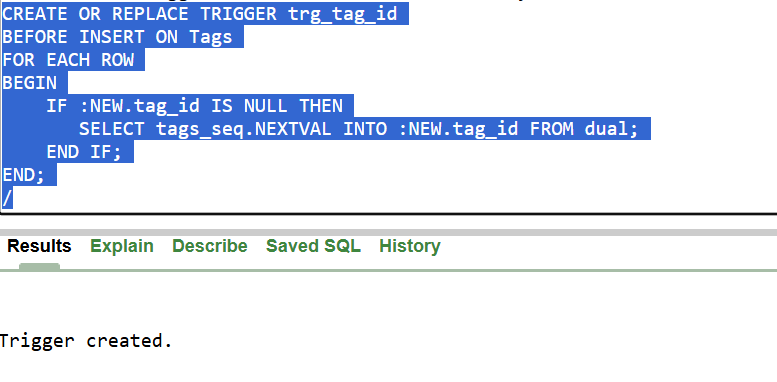 CREATE OR REPLACE TRIGGER trg_tag_id
BEFORE INSERT ON Tags
FOR EACH ROW
BEGIN
    IF :NEW.tag_id IS NULL THEN
       SELECT tags_seq.NEXTVAL INTO :NEW.tag_id FROM dual;
    END IF;
END;
/
Results Explain Describe Saved SQL History
Trigger created.